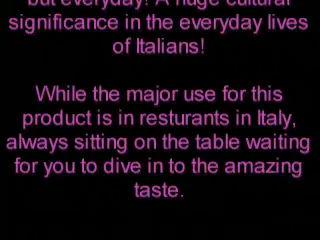 but everyday! A huge cultural
significance in the everyday lives
of Italians!
While the major use for this
product is in resturants in Italy,
always sitting on the table waiting
for you to dive in to the amazing
taste.